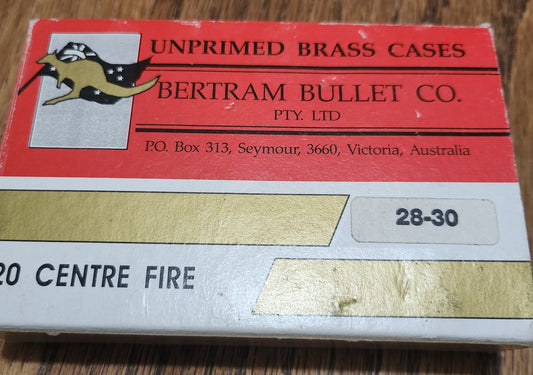 UNPRIMED BRASS CASES
BERTRAM BULLET CO.
PTY. LTD
P.O. Box 313, Seymour, 3660, Victoria, Australia
28-30
20 CENTRE FIRE